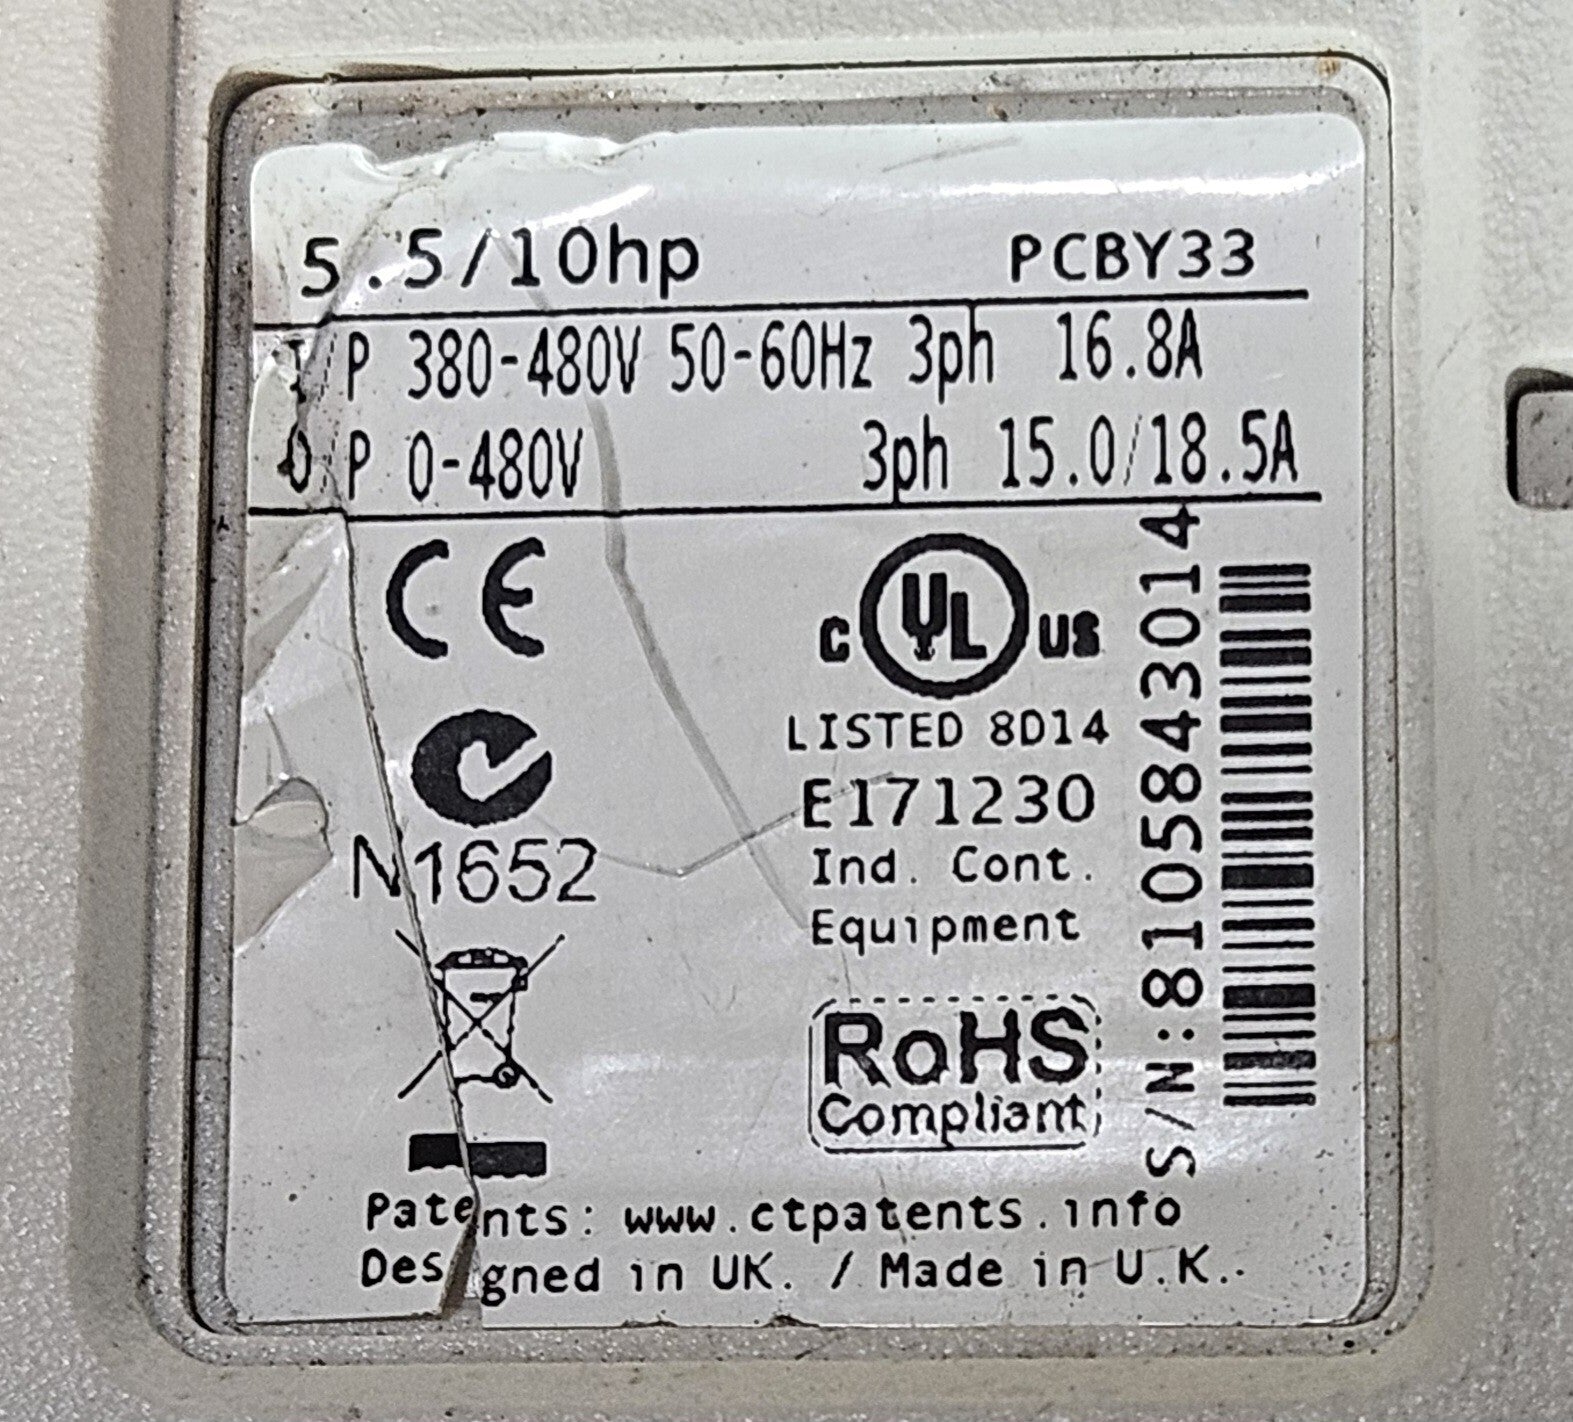 5.5/10hp PCBY33
I/P 380-480V 50-60Hz 3ph 16.8A
O/P 0-480V 3ph 15.0/18.5A
CE
c UL us
LISTED 8D14
E171230
Ind. Cont.
Equipment
N1652
RoHS
Compliant
S/N:8105843014
Patents: www.ctpatents.info
Designed in UK. / Made in U.K..